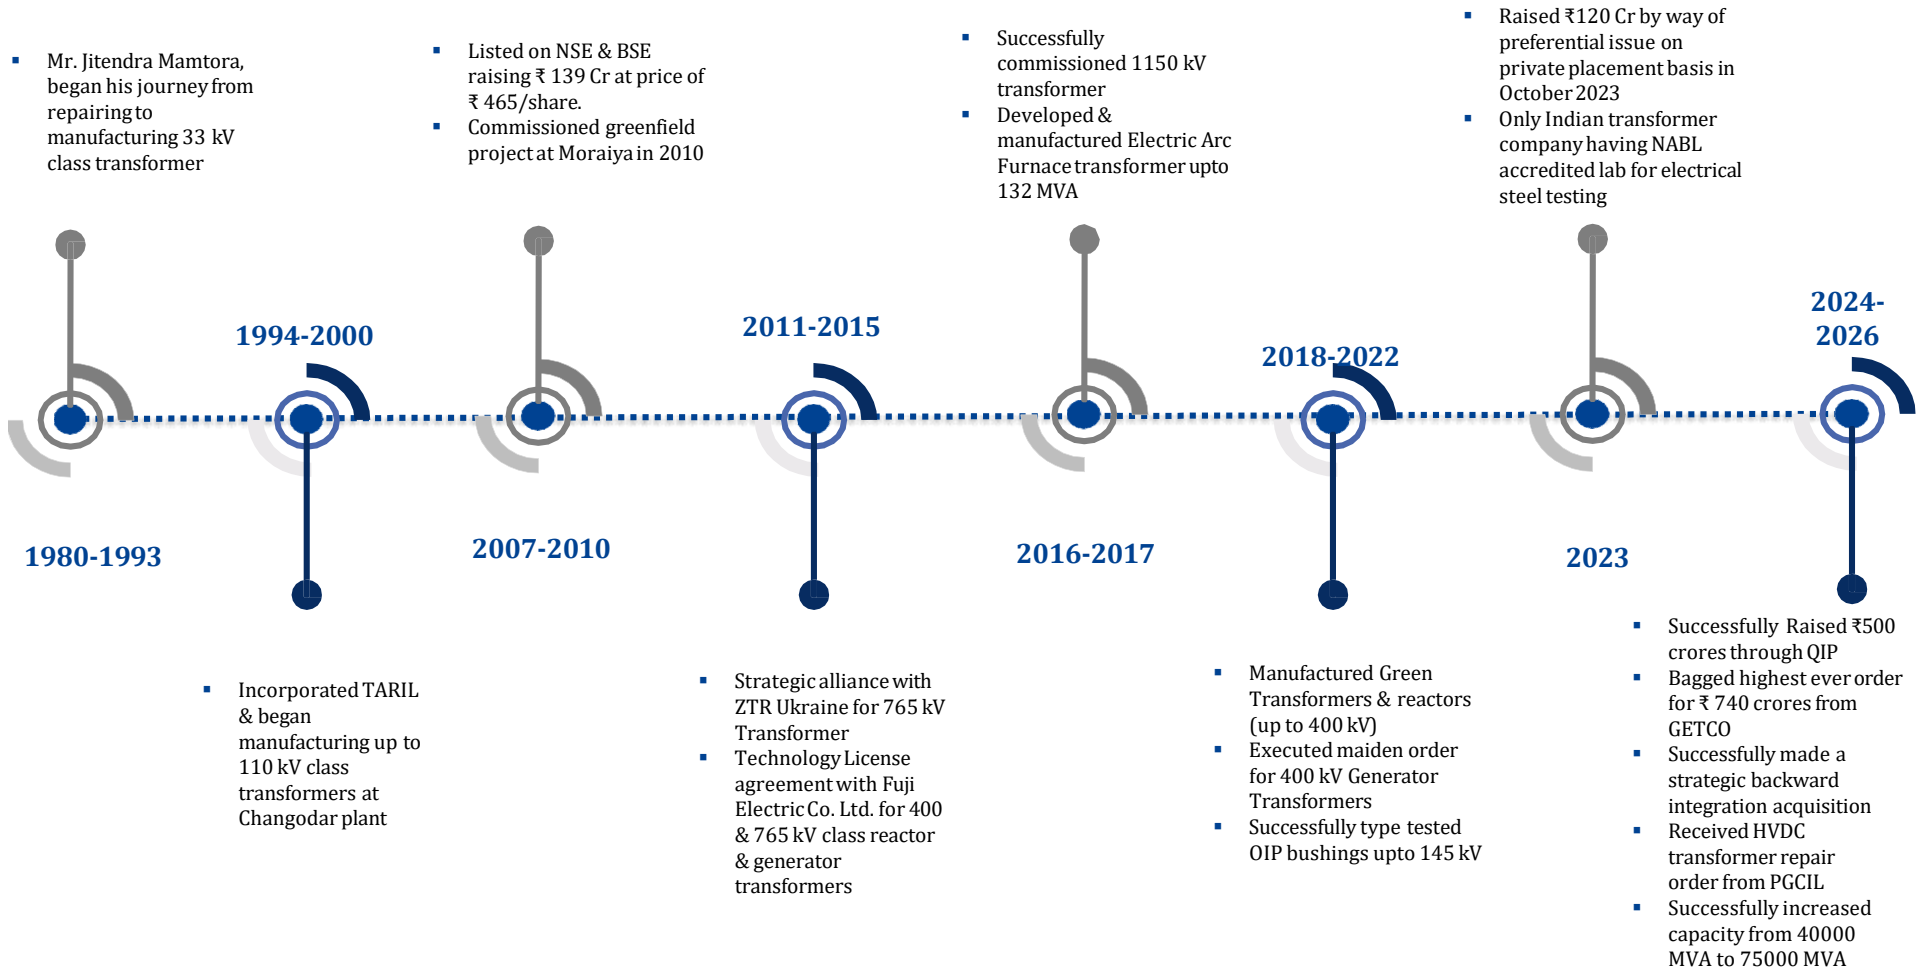 ▪ Mr. Jitendra Mamtora,
began his journey from
repairing to
manufacturing 33 kV
class transformer
1980-1993
1994-2000
▪ Incorporated TARIL
& began
manufacturing up to
110 kV class
transformers at
Changodar plant
▪ Listed on NSE & BSE
raising ₹ 139 Cr at price of
₹ 465/share.
▪ Commissioned greenfield
project at Moraiya in 2010
2007-2010
2011-2015
▪ Strategic alliance with
ZTR Ukraine for 765 kV
Transformer
▪ Technology License
agreement with Fuji
Electric Co. Ltd. for 400
& 765 kV class reactor
& generator
transformers
▪ Successfully
commissioned 1150 kV
transformer
▪ Developed &
manufactured Electric Arc
Furnace transformer upto
132 MVA
2016-2017
2018-2022
▪ Manufactured Green
Transformers & reactors
(up to 400 kV)
▪ Executed maiden order
for 400 kV Generator
Transformers
▪ Successfully type tested
OIP bushings upto 145 kV
▪ Raised ₹120 Cr by way of
preferential issue on
private placement basis in
October 2023
▪ Only Indian transformer
company having NABL
accredited lab for electrical
steel testing
2023
2024-
2026
▪ Successfully Raised ₹500
crores through QIP
▪ Bagged highest ever order
for ₹ 740 crores from
GETCO
▪ Successfully made a
strategic backward
integration acquisition
▪ Received HVDC
transformer repair
order from PGCIL
▪ Successfully increased
capacity from 40000
MVA to 75000 MVA